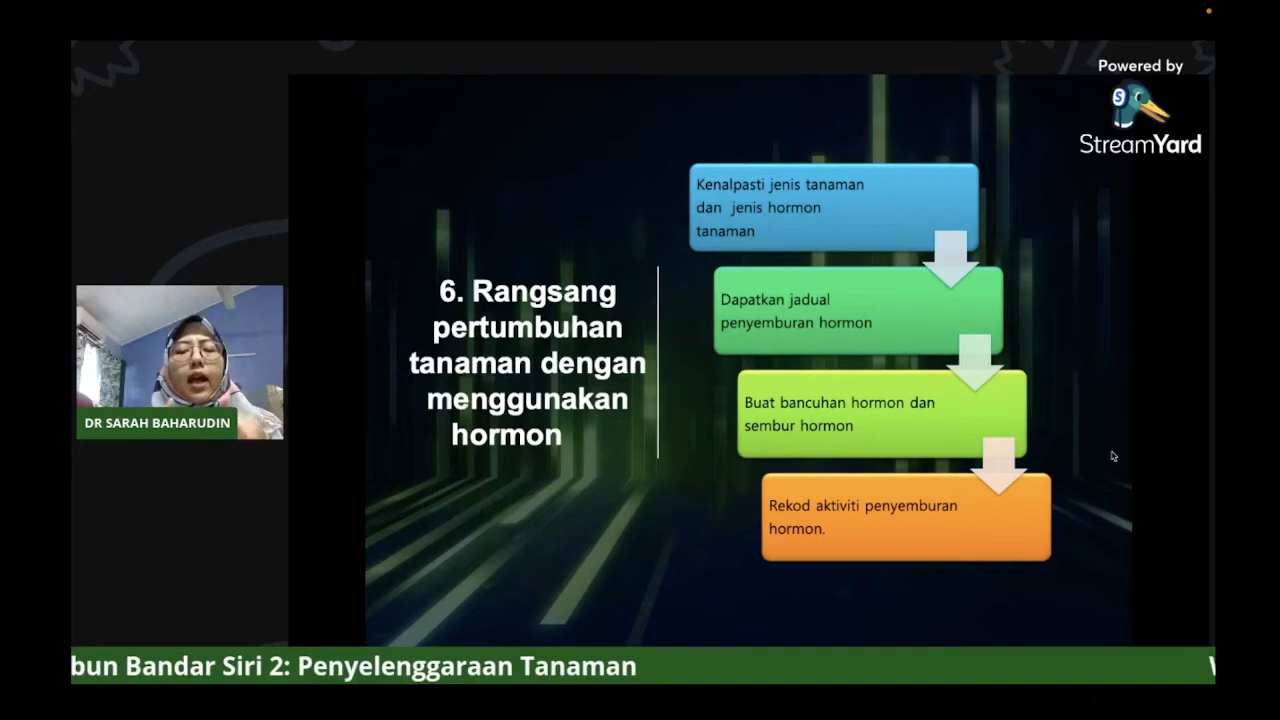 Powered by
StreamYard
Kenalpasti jenis tanaman
dan jenis hormon
tanaman
6. Rangsang
pertumbuhan
tanaman dengan
menggunakan
hormon
Dapatkan jadual
penyemburan hormon
Buat bancuhan hormon dan
sembur hormon
Rekod aktiviti penyemburan
hormon.
DR SARAH BAHARUDIN
bun Bandar Siri 2: Penyelenggaraan Tanaman